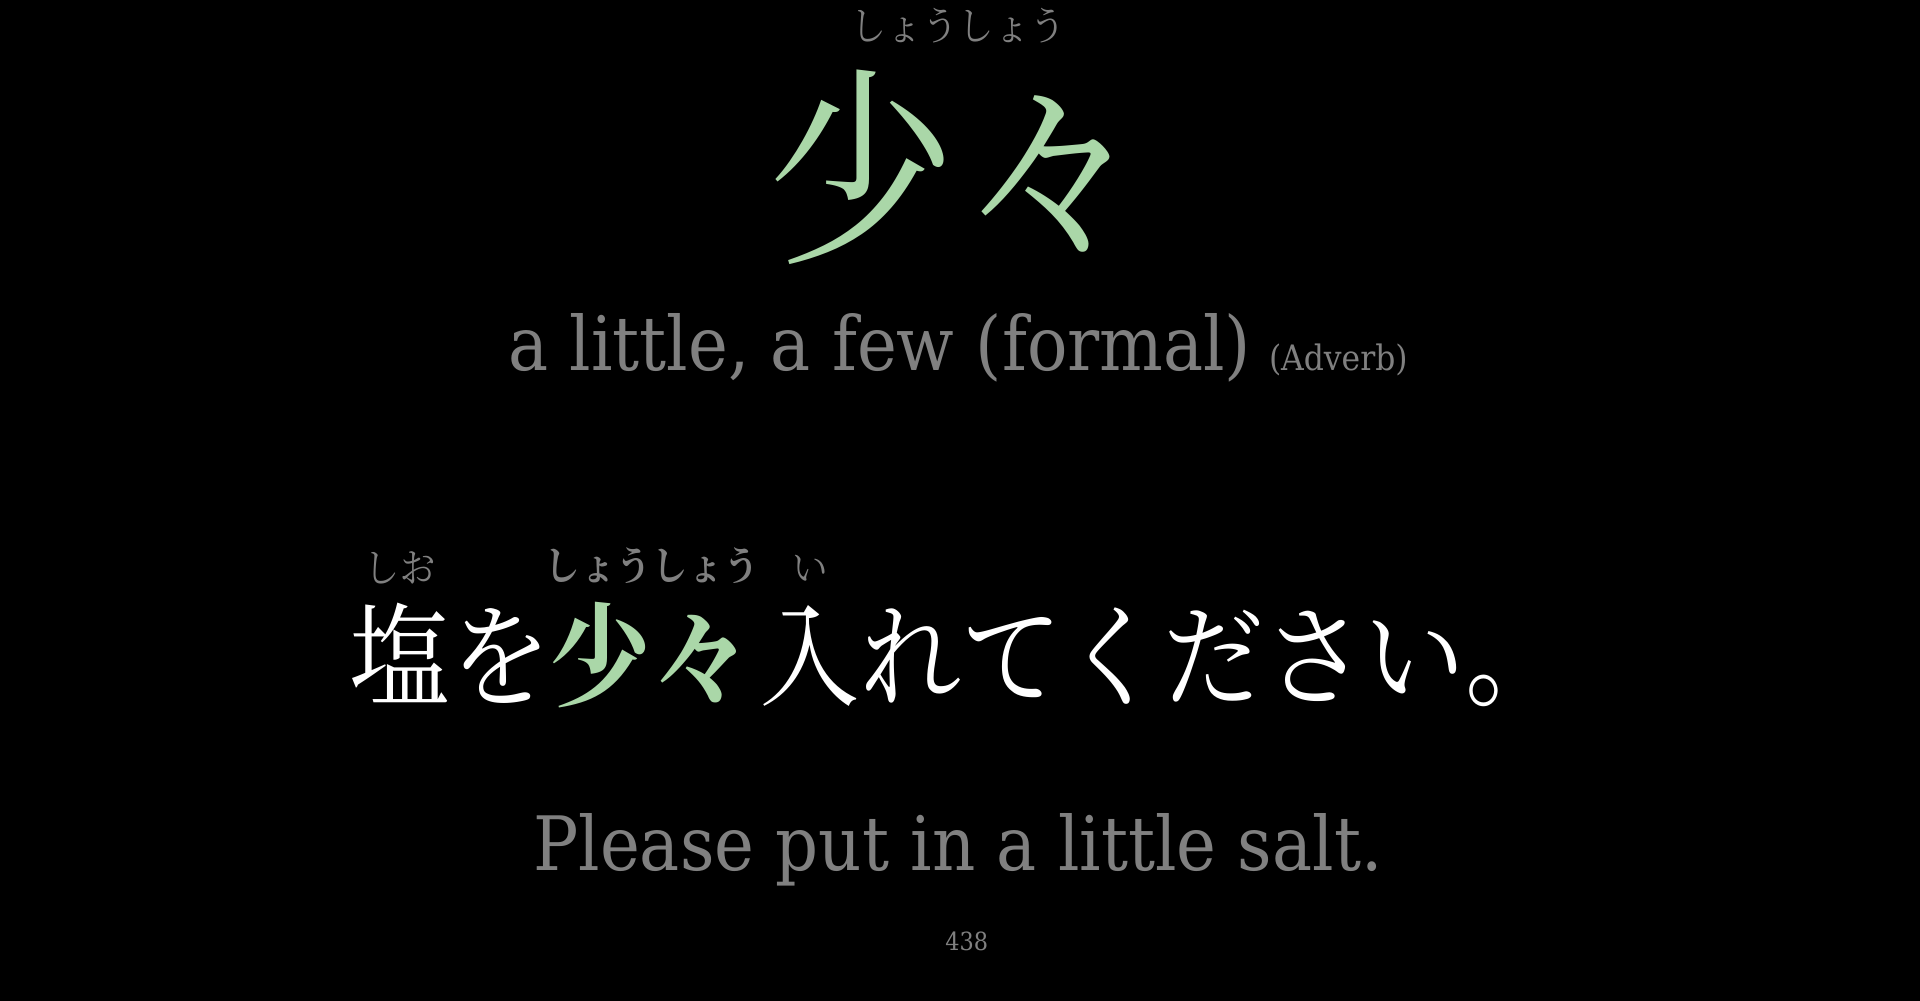 しょうしょう
少々
a little, a few (formal) (Adverb)
しお しょうしょう い
塩を少々入れてください。
Please put in a little salt.
438